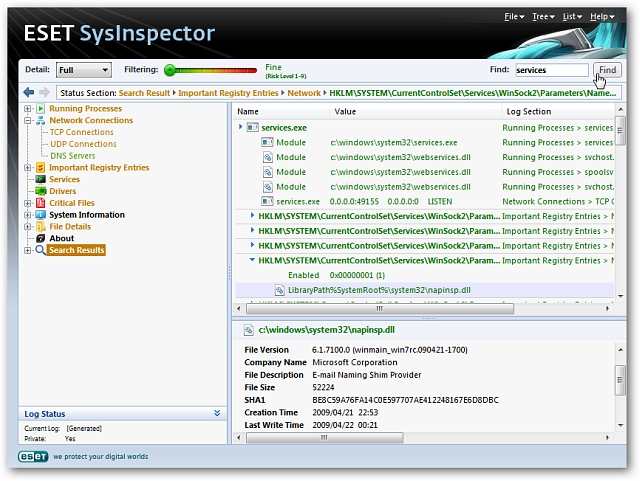 File Tree List Help
ESET SysInspector
Detail: Full Filtering: Fine (Risk Level 1-9) Find: services Find
Status Section: Search Result Important Registry Entries Network HKLM\SYSTEM\CurrentControlSet\Services\WinSock2\Parameters\Name...
Running Processes
Network Connections
TCP Connections
UDP Connections
DNS Servers
Important Registry Entries
Services
Drivers
Critical Files
System Information
File Details
About
Search Results
Name Value Log Section
services.exe Running Processes > services
Module c:\windows\system32\services.exe Running Processes > services
Module c:\windows\system32\webservices.dll Running Processes > svchost.
Module c:\windows\system32\webservices.dll Running Processes > spoolsv
Module c:\windows\system32\webservices.dll Running Processes > svchost.
services.exe 0.0.0.0:49155 0.0.0.0:0 LISTEN Network Connections > TCP C
HKLM\SYSTEM\CurrentControlSet\Services\WinSock2\Param... Important Registry Entries > N
HKLM\SYSTEM\CurrentControlSet\Services\WinSock2\Param... Important Registry Entries > N
HKLM\SYSTEM\CurrentControlSet\Services\WinSock2\Param... Important Registry Entries > N
HKLM\SYSTEM\CurrentControlSet\Services\WinSock2\Param... Important Registry Entries > N
Enabled 0x00000001 (1)
LibraryPath%SystemRoot%\system32\napinsp.dll
c:\windows\system32\napinsp.dll
File Version 6.1.7100.0 (winmain_win7rc.090421-1700)
Company Name Microsoft Corporation
File Description E-mail Naming Shim Provider
File Size 52224
SHA1 BE8C59A76FA14C0E597707AE412248167E6D8DBC
Creation Time 2009/04/21 22:53
Last Write Time 2009/04/22 00:21
Log Status
Current Log: [Generated]
Private: Yes
eset we protect your digital worlds